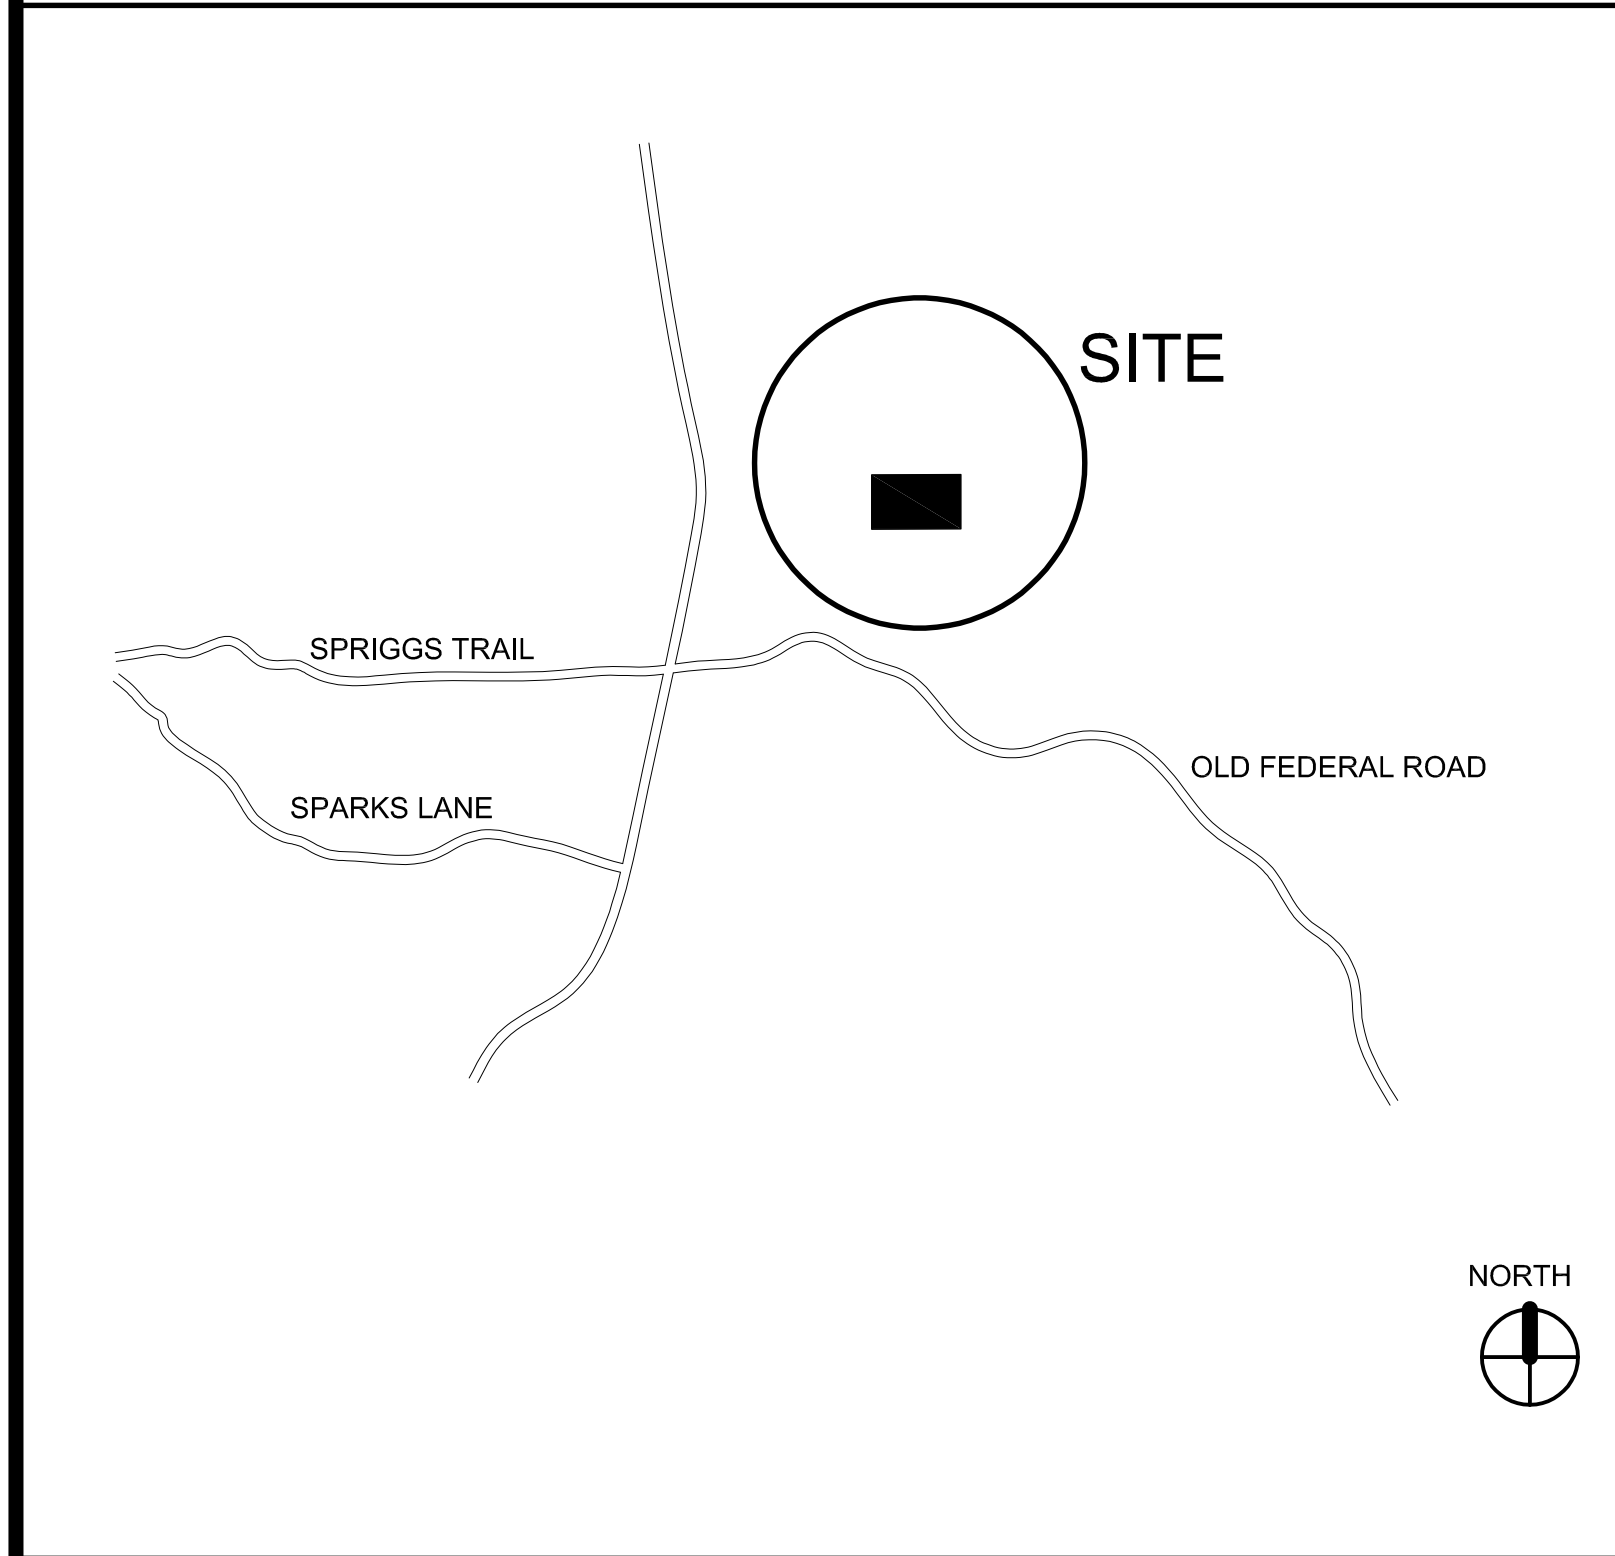 SITE
SPRIGGS TRAIL
OLD FEDERAL ROAD
SPARKS LANE
NORTH